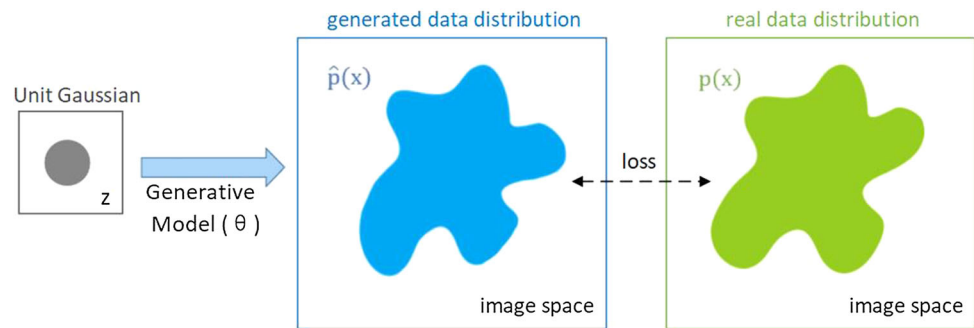 generated data distribution
real data distribution
p̂(x)
p(x)
Unit Gaussian
z
loss
Generative
Model ( θ )
image space
image space